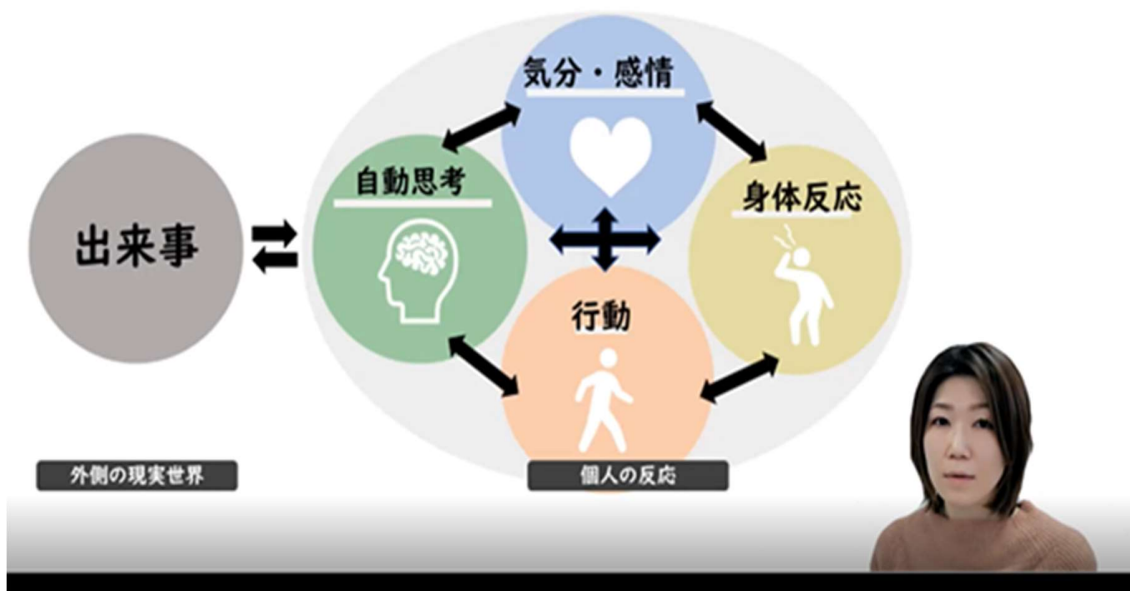 気分・感情
自動思考
身体反応
出来事
行動
外側の現実世界
個人の反応